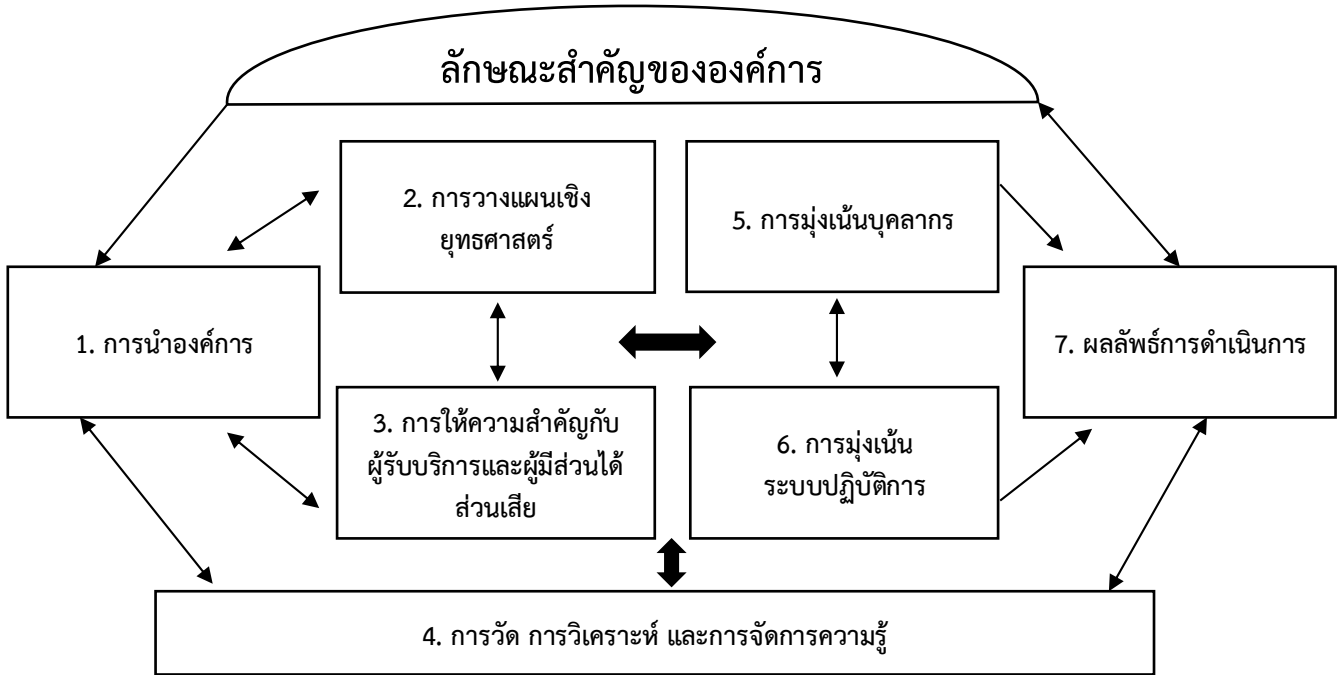 ลักษณะสำคัญขององค์การ
2. การวางแผนเชิง
ยุทธศาสตร์
5. การมุ่งเน้นบุคลากร
1. การนำองค์การ
7. ผลลัพธ์การดำเนินการ
3. การให้ความสำคัญกับ
ผู้รับบริการและผู้มีส่วนได้
ส่วนเสีย
6. การมุ่งเน้น
ระบบปฏิบัติการ
4. การวัด การวิเคราะห์ และการจัดการความรู้